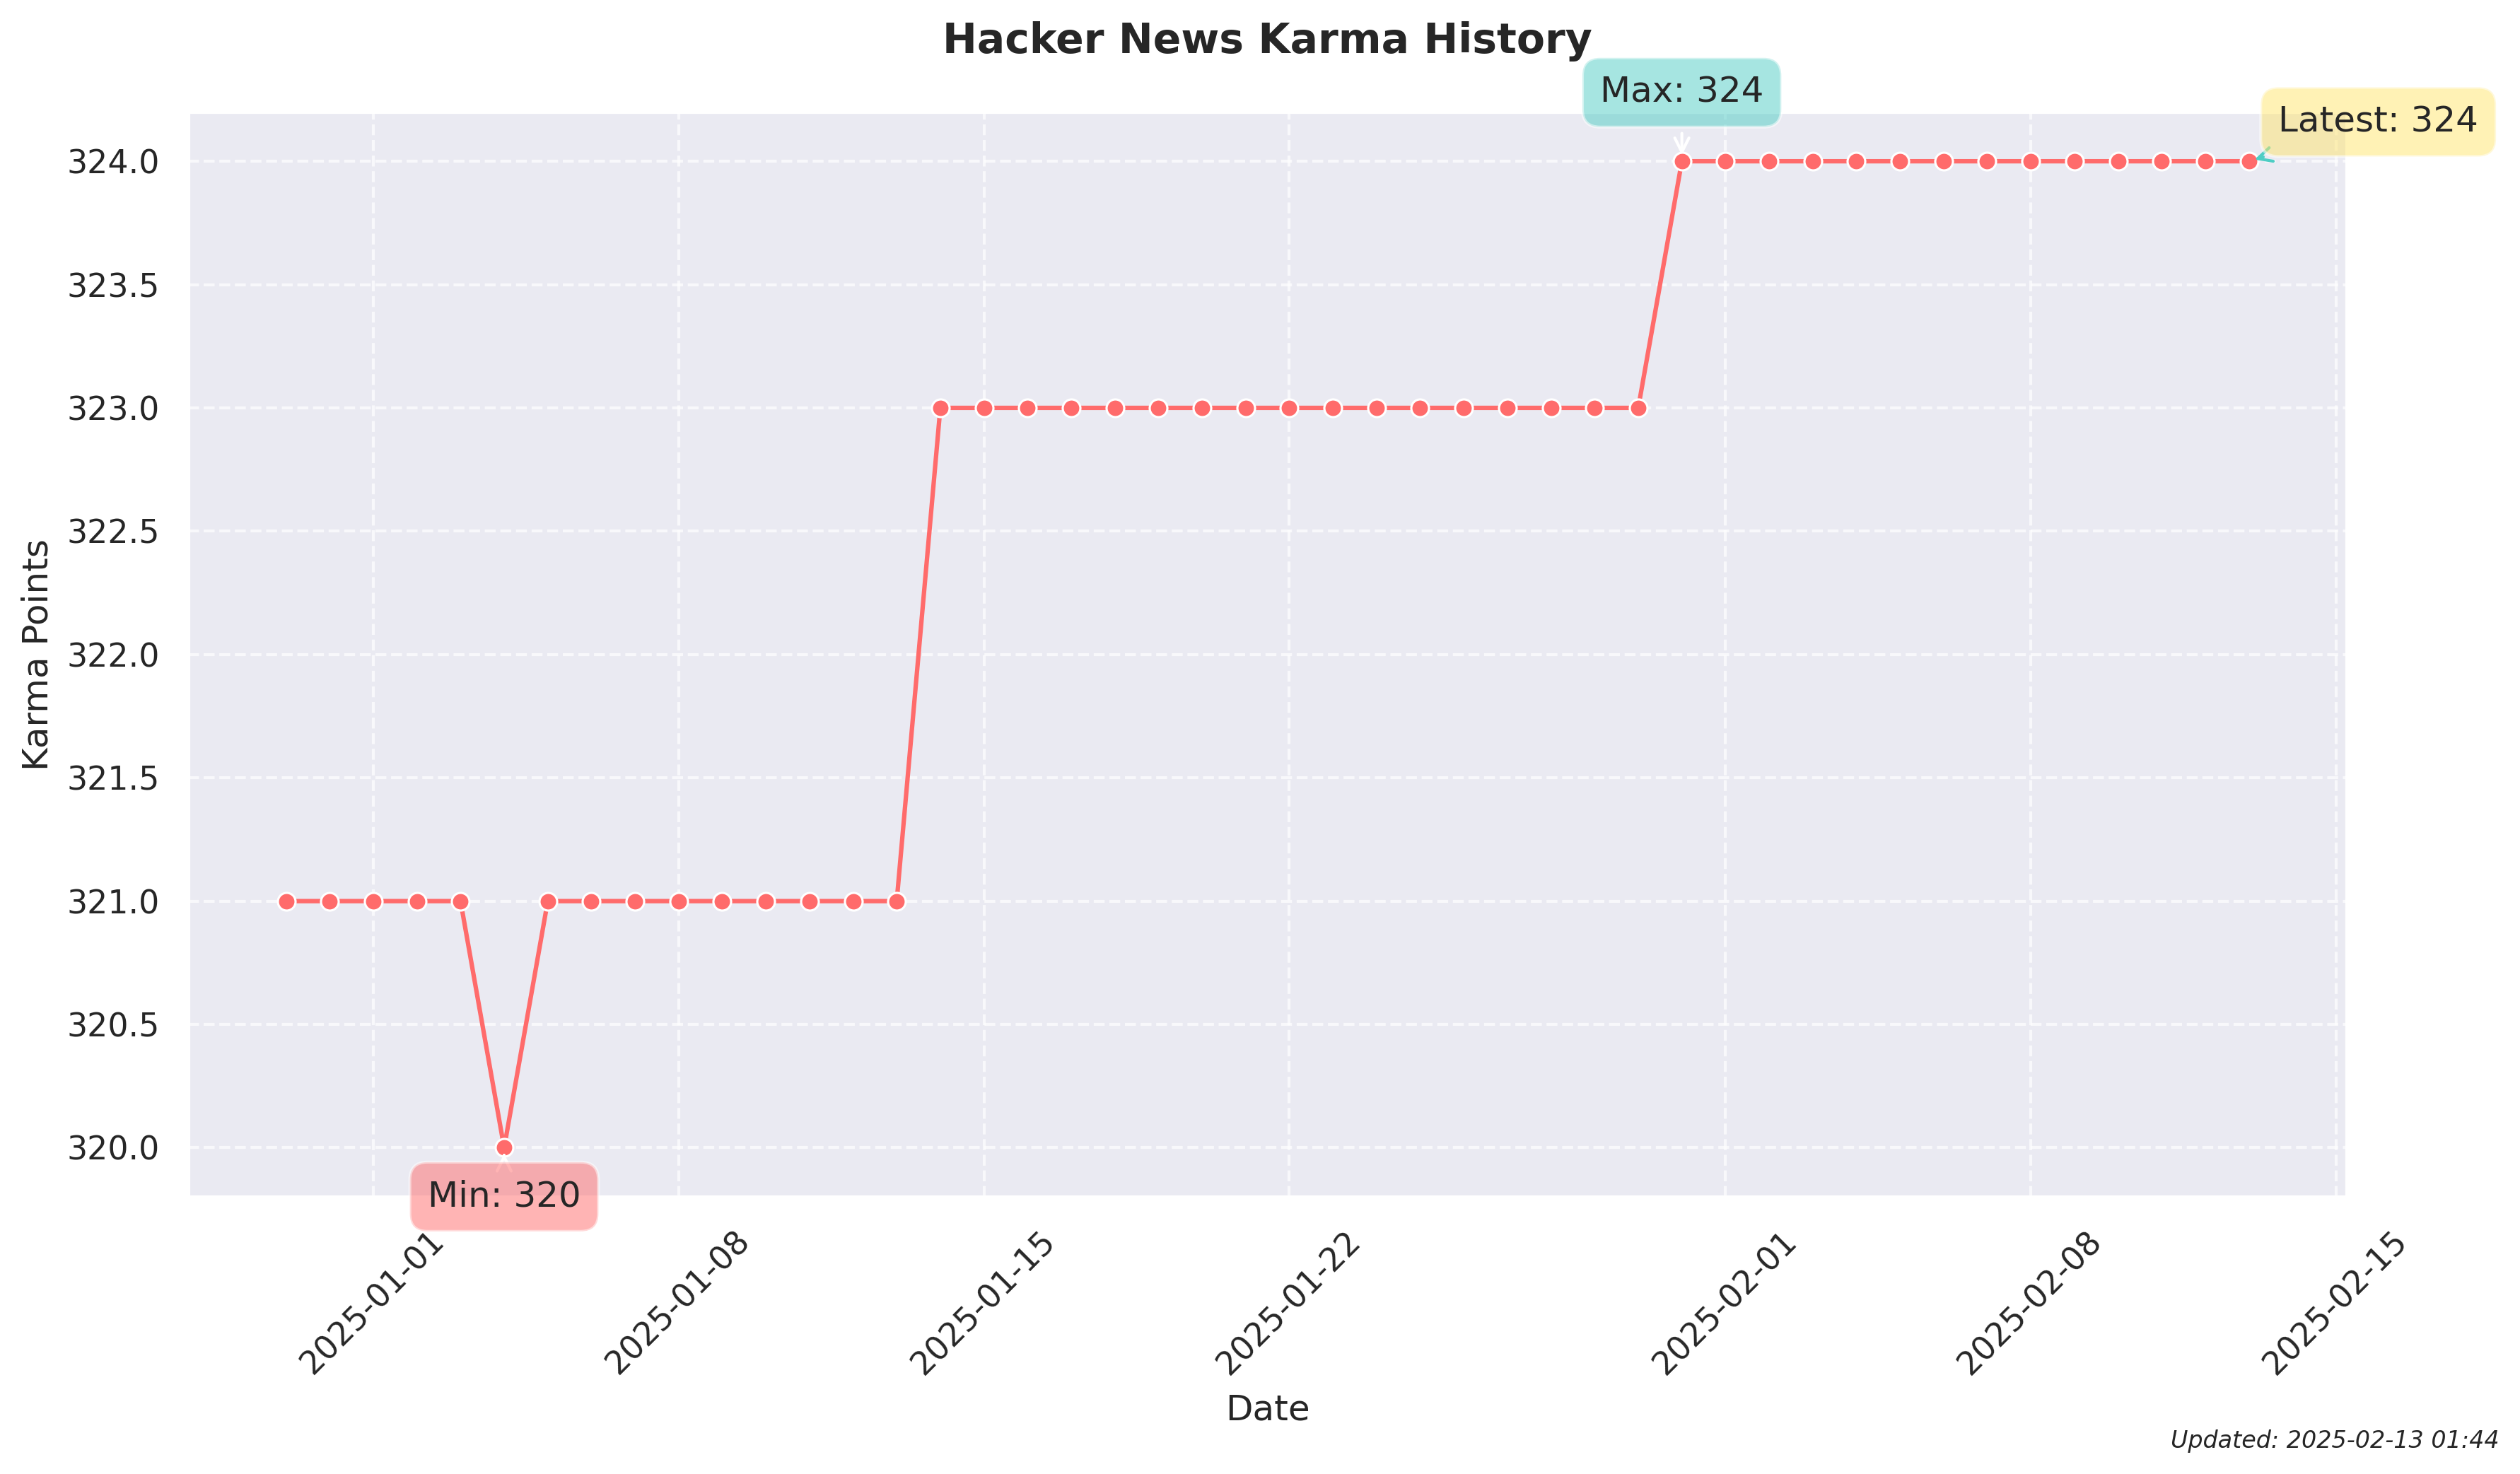 Hacker News Karma History
Max: 324
Latest: 324
324.0
323.5
323.0
322.5
322.0
321.5
321.0
320.5
320.0
Karma Points
Min: 320
2025-01-01
2025-01-08
2025-01-15
2025-01-22
2025-02-01
2025-02-08
2025-02-15
Date
Updated: 2025-02-13 01:44